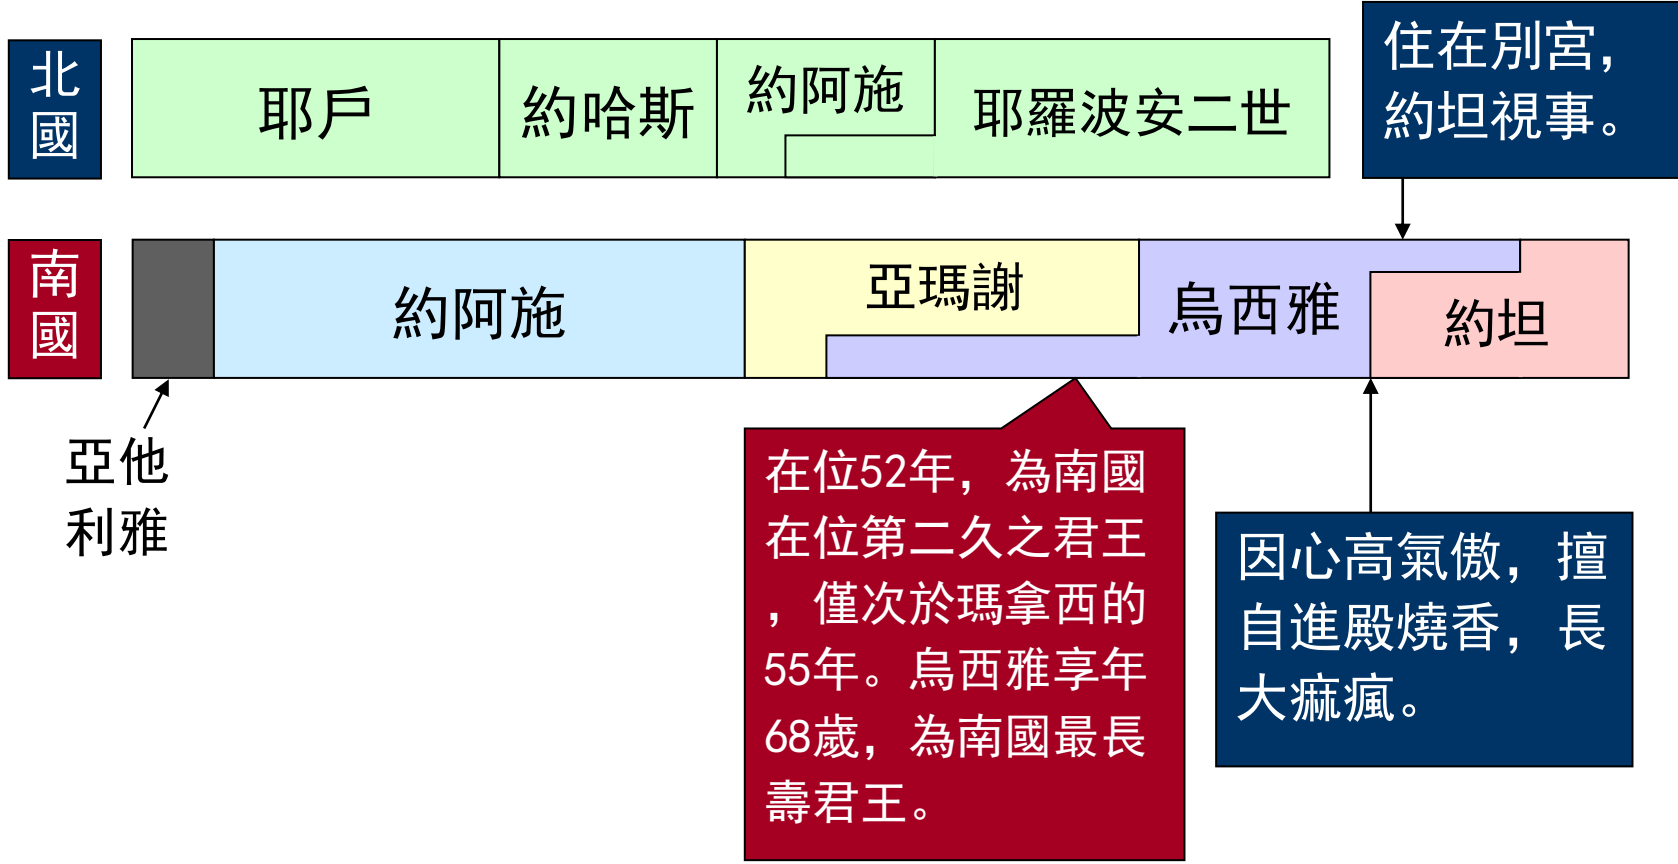 北
國
耶戶
約哈斯
約阿施
耶羅波安二世
住在別宮，
約坦視事。
南
國
約阿施
亞瑪謝
烏西雅
約坦
亞他
利雅
在位52年，為南國
在位第二久之君王
，僅次於瑪拿西的
55年。烏西雅享年
68歲，為南國最長
壽君王。
因心高氣傲，擅
自進殿燒香，長
大痲瘋。